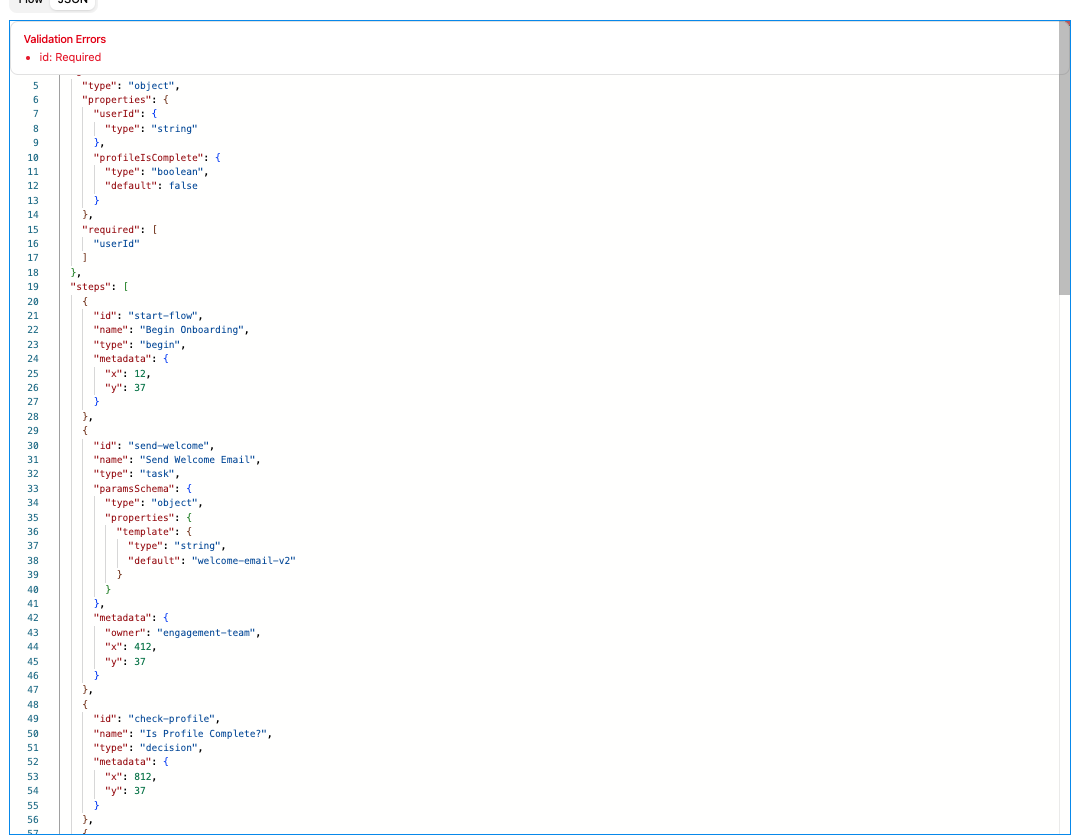 Flow JSON
Validation Errors
• id: Required
5 "type": "object",
6 "properties": {
7 "userId": {
8 "type": "string"
9 },
10 "profileIsComplete": {
11 "type": "boolean",
12 "default": false
13 }
14 },
15 "required": [
16 "userId"
17 ]
18 },
19 "steps": [
20 {
21 "id": "start-flow",
22 "name": "Begin Onboarding",
23 "type": "begin",
24 "metadata": {
25 "x": 12,
26 "y": 37
27 }
28 },
29 {
30 "id": "send-welcome",
31 "name": "Send Welcome Email",
32 "type": "task",
33 "paramsSchema": {
34 "type": "object",
35 "properties": {
36 "template": {
37 "type": "string",
38 "default": "welcome-email-v2"
39 }
40 }
41 },
42 "metadata": {
43 "owner": "engagement-team",
44 "x": 412,
45 "y": 37
46 }
47 },
48 {
49 "id": "check-profile",
50 "name": "Is Profile Complete?",
51 "type": "decision",
52 "metadata": {
53 "x": 812,
54 "y": 37
55 }
56 },
57 {